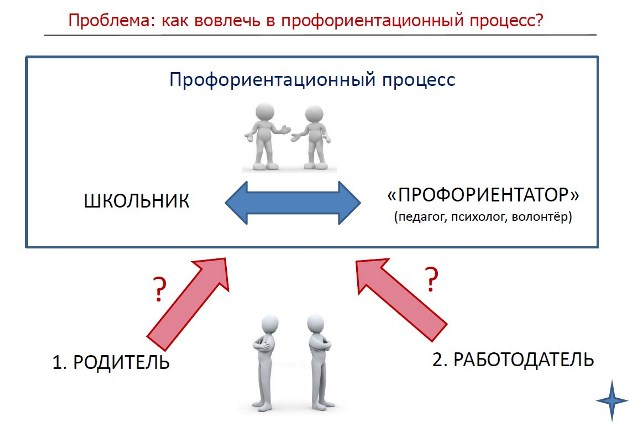 Проблема: как вовлечь в профориентационный процесс?
Профориентационный процесс
ШКОЛЬНИК
«ПРОФОРИЕНТАТОР»
(педагог, психолог, волонтёр)
?
?
1. РОДИТЕЛЬ
2. РАБОТОДАТЕЛЬ